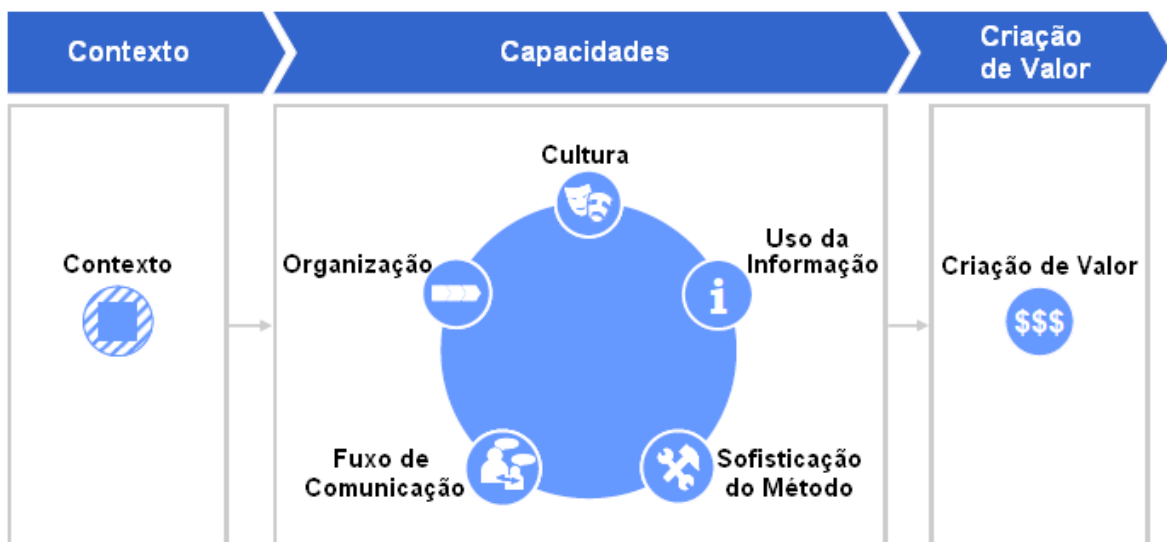 Contexto
Capacidades
Criação
de Valor
Contexto
Cultura
Organização
Uso da
Informação
Fuxo de
Comunicação
Sofisticação
do Método
Criação de Valor
i
$$$